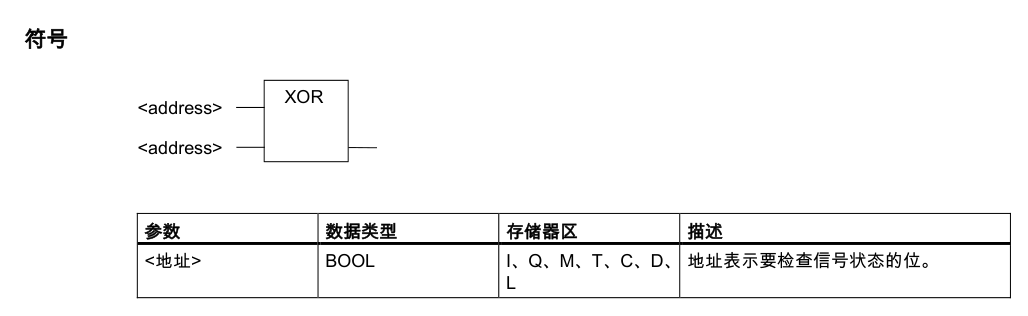 符号
XOR
<address>
<address>
参数 数据类型 存储器区 描述
<地址> BOOL I、Q、M、T、C、D、 地址表示要检查信号状态的位。
L